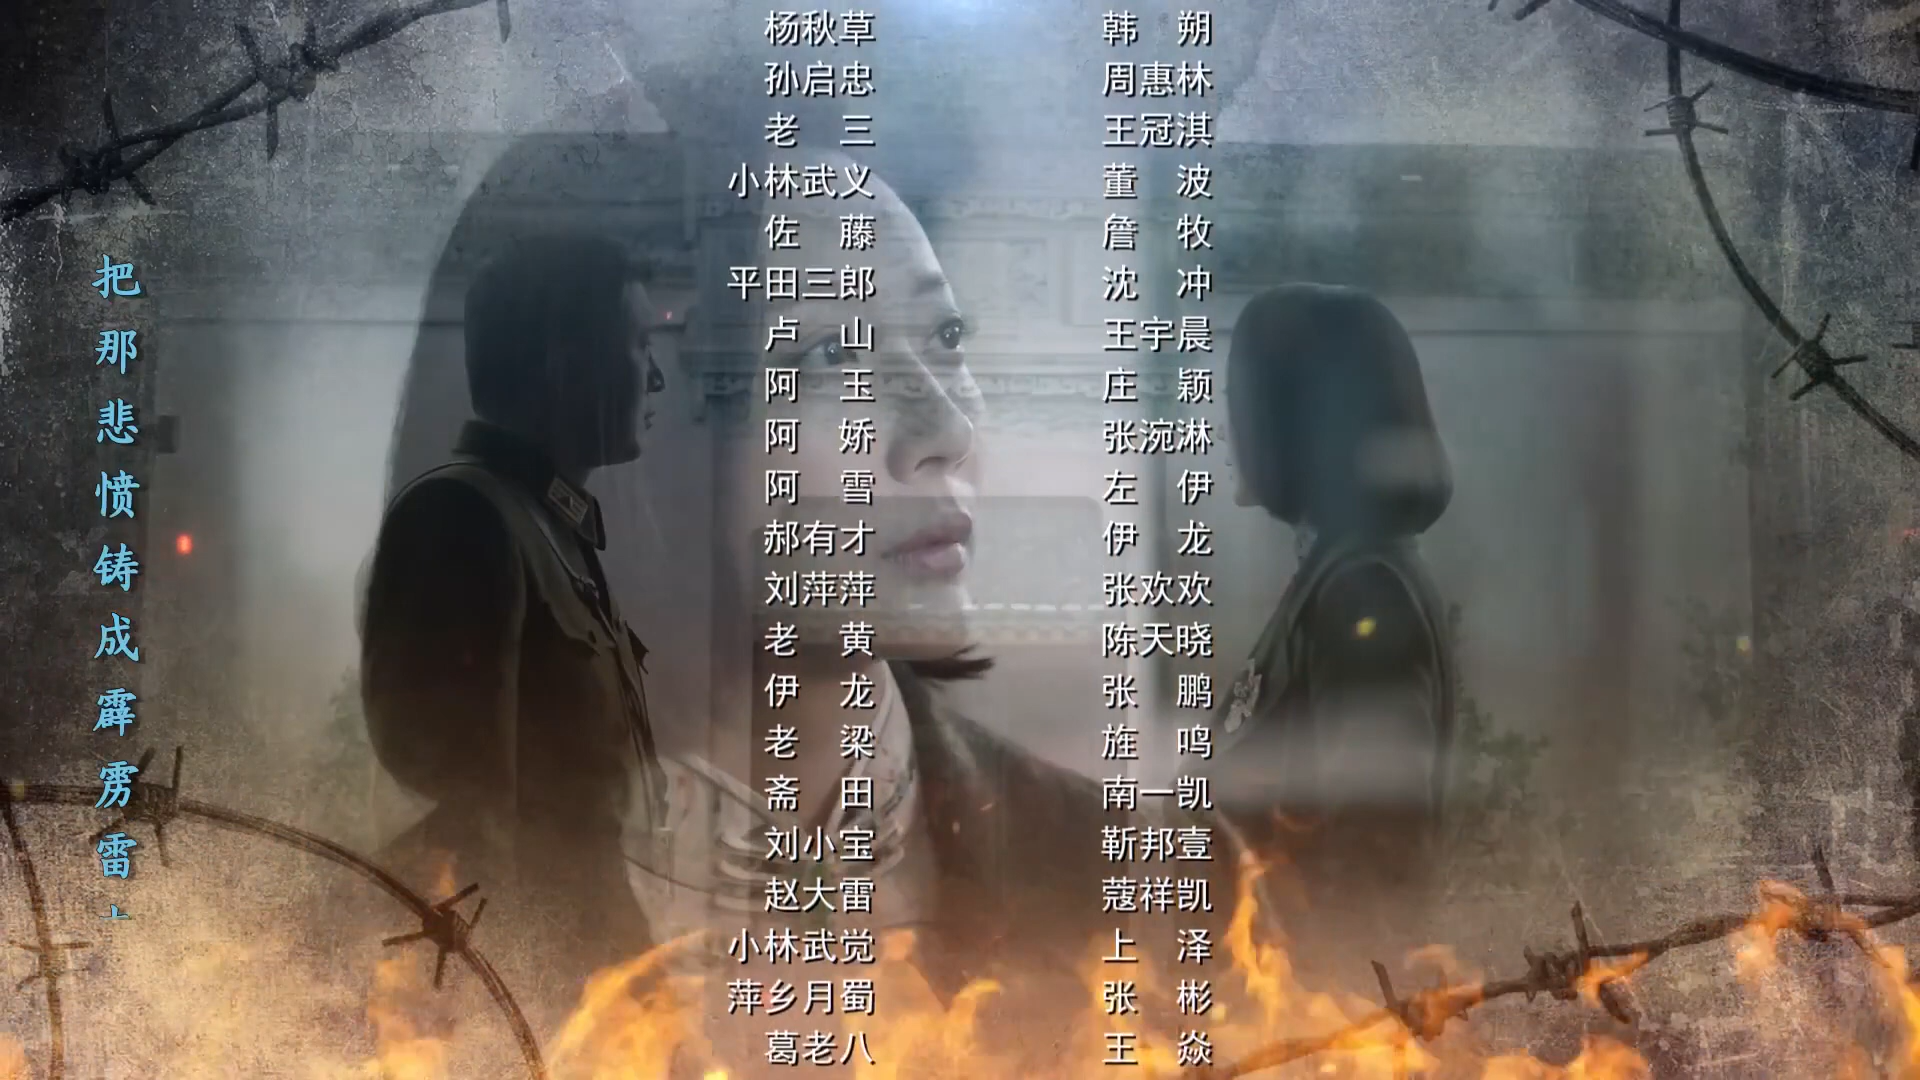 把那悲愤铸成霹雳雷
杨秋草 韩朔
孙启忠 周惠林
老三 王冠淇
小林武义 董波
佐藤 詹牧
平田三郎 沈冲
卢山 王宇晨
阿玉 庄颖
阿娇 张涴淋
阿雪 左伊
郝有才 伊龙
刘萍萍 张欢欢
老黄 陈天晓
伊龙 张鹏
老梁 旌鸣
斋田 南一凯
刘小宝 靳邦壹
赵大雷 蔻祥凯
小林武觉 上泽
萍乡月蜀 张彬
葛老八 王焱